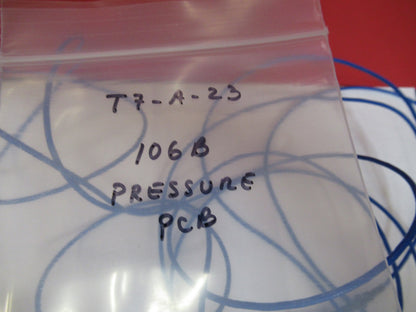 T7-A-23
106B
PRESSURE
PCB